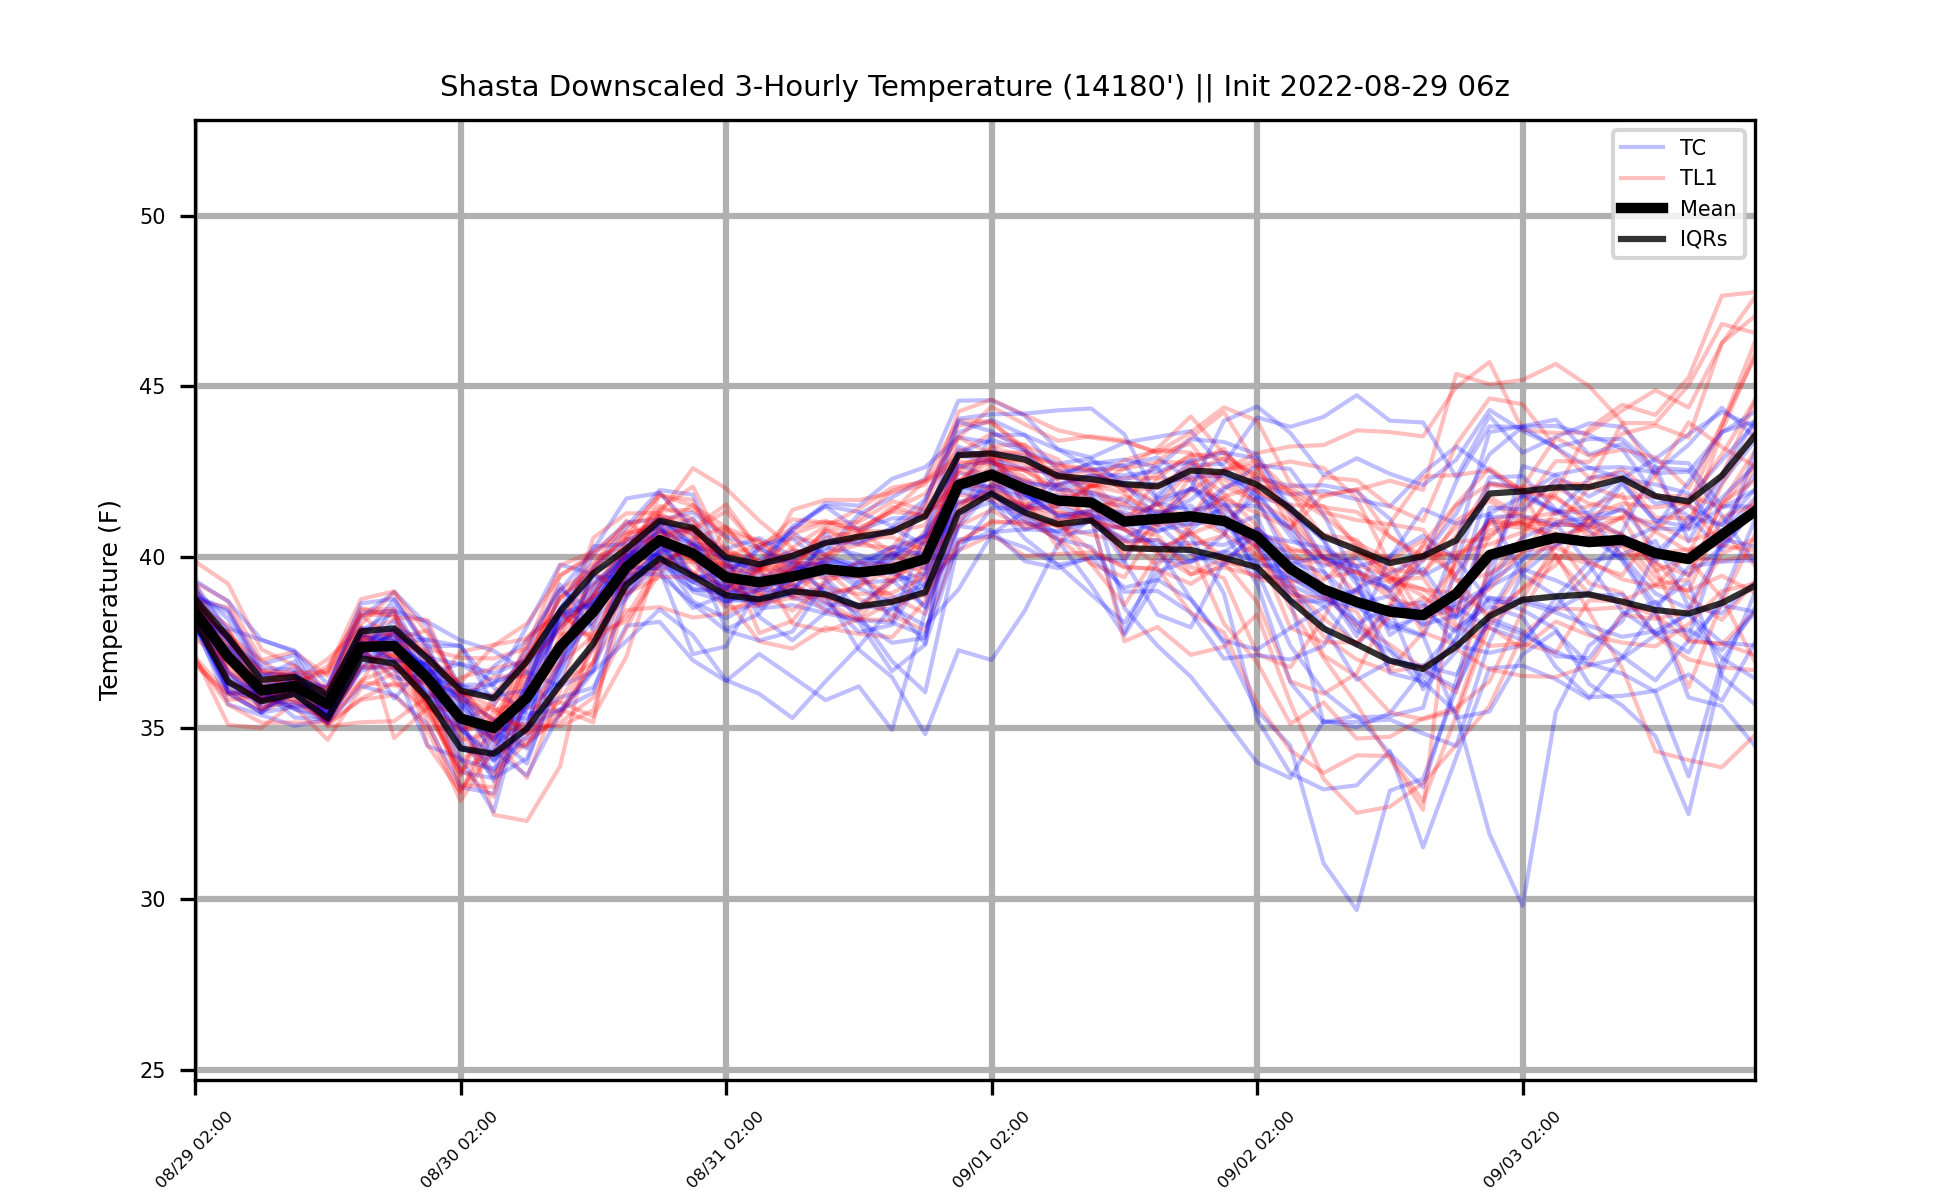 Shasta Downscaled 3-Hourly Temperature (14180') || Init 2022-08-29 06z
TC
TL1
Mean
IQRs
Temperature (F)
50
45
40
35
30
25
08/29 02:00
08/30 02:00
08/31 02:00
09/01 02:00
09/02 02:00
09/03 02:00